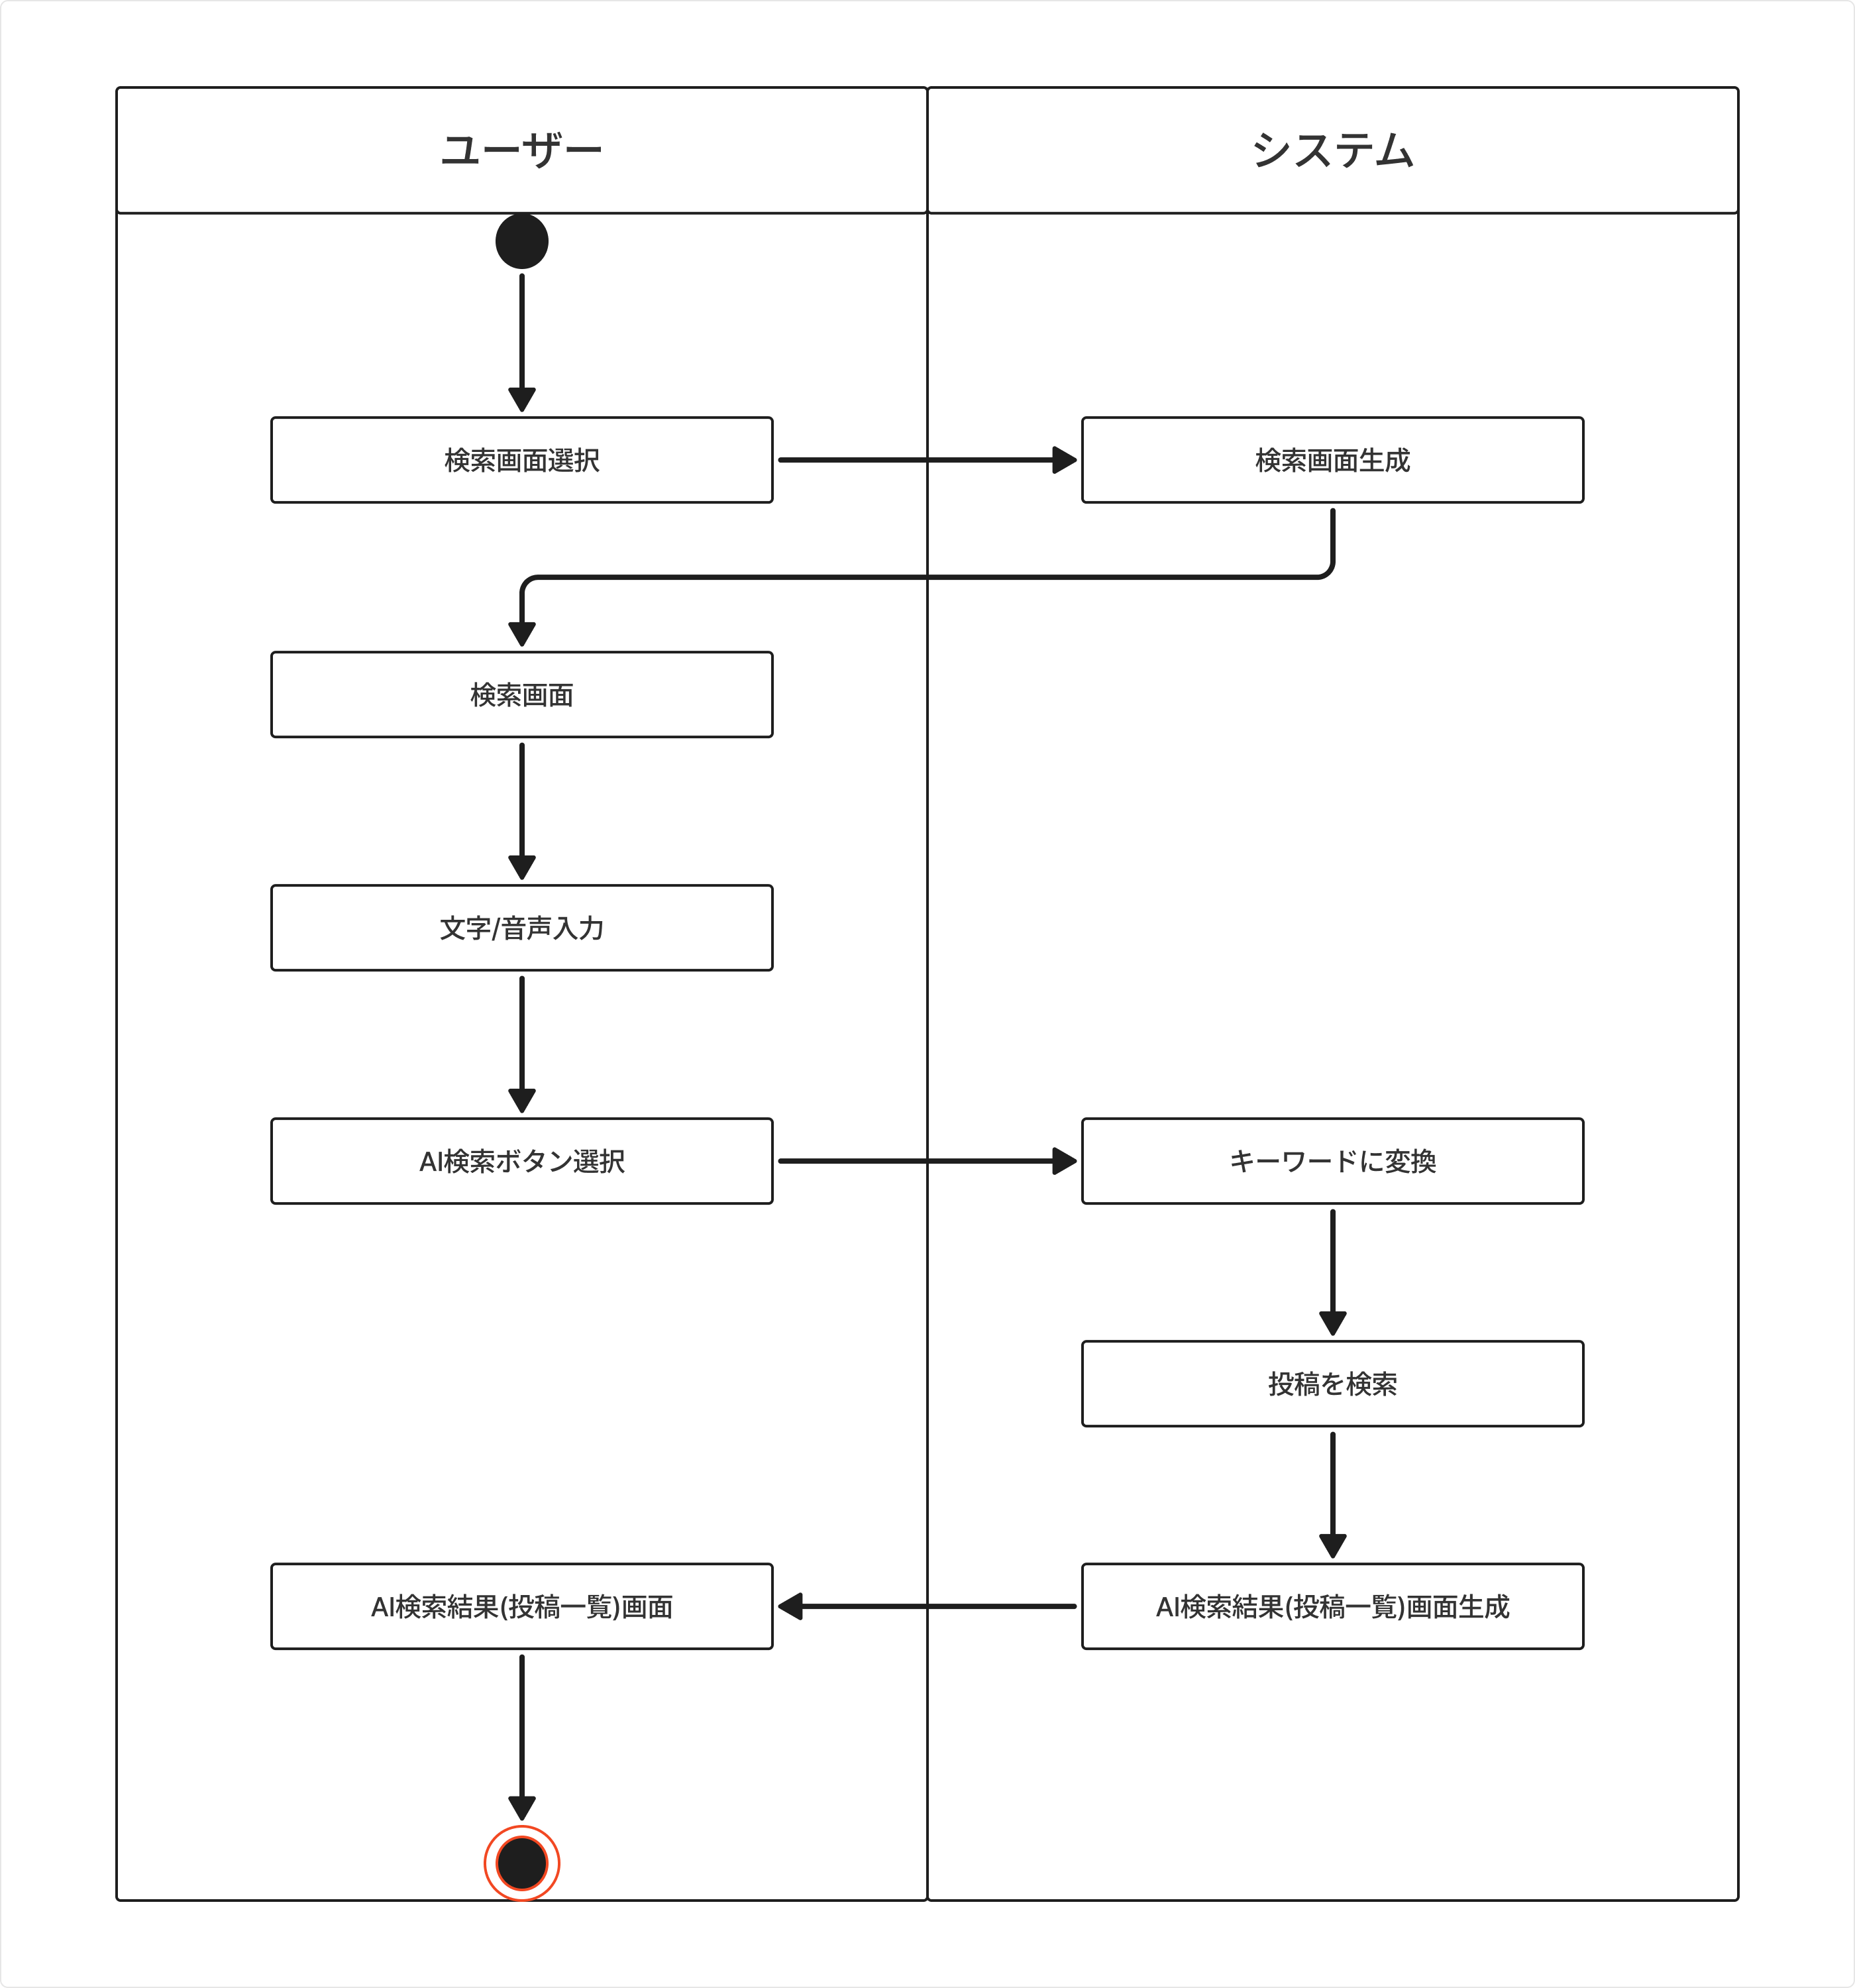 ユーザー
システム
検索画面選択
検索画面生成
検索画面
文字/音声入力
AI検索ボタン選択
キーワードに変換
投稿を検索
AI検索結果(投稿一覧)画面
AI検索結果(投稿一覧)画面生成